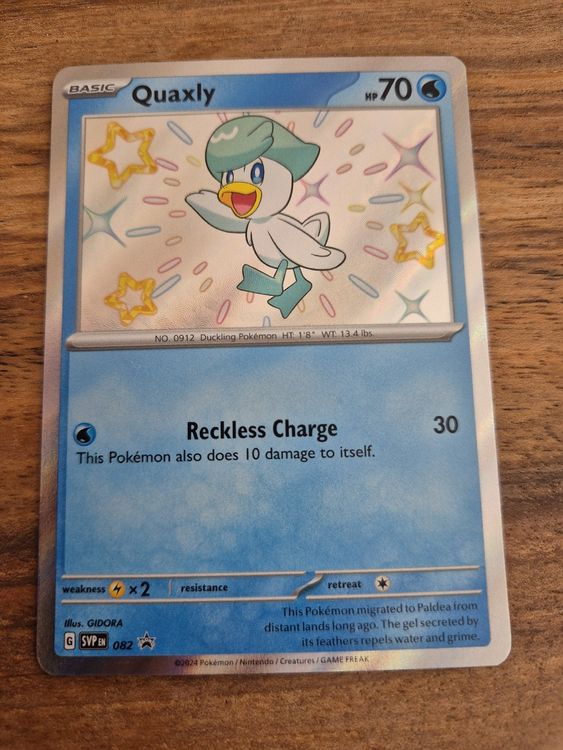 BASIC Quaxly HP 70
NO. 0912 Duckling Pokémon HT: 1'8" WT: 13.4 lbs.
Reckless Charge 30
This Pokémon also does 10 damage to itself.
weakness ×2 resistance retreat
Illus. GIDORA
This Pokémon migrated to Paldea from
distant lands long ago. The gel secreted by
its feathers repels water and grime.
G SVP EN 082
©2024 Pokémon / Nintendo / Creatures / GAME FREAK